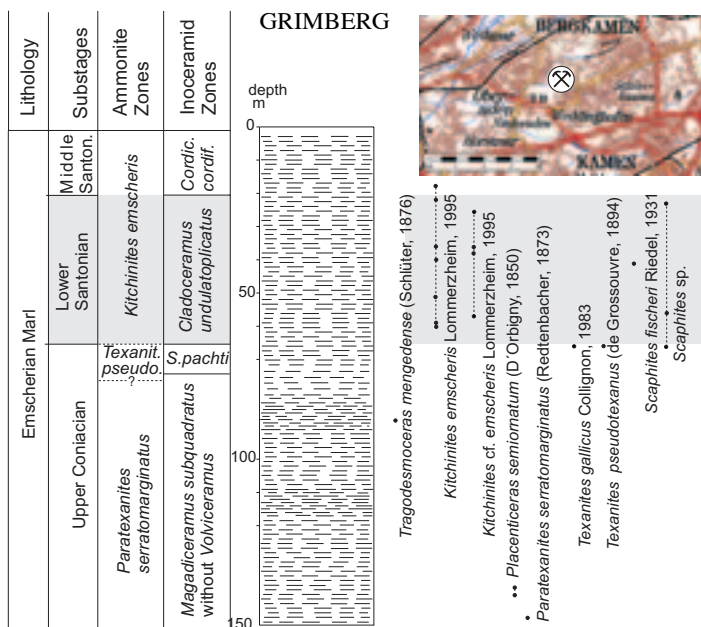 GRIMBERG
Lithology
Substages
Ammonite
Zones
Inoceramid
Zones
depth
m
0
50
100
150
Emscherian Marl
Middle
Santon.
Lower
Santonian
Upper Coniacian
Kitchinites emscheris
Texanit.
pseudo.
?
Paratexanites
serratomarginatus
Cordic.
cordif.
Cladoceramus
undulatoplicatus
S.pachti
Magadiceramus subquadratus
without Volviceramus
BERGKAMEN
KAMEN
Tragodesmoceras mengedense (Schlüter, 1876)
Kitchinites emscheris Lommerzheim, 1995
Kitchinites cf. emscheris Lommerzheim, 1995
Placenticeras semiornatum (D´Orbigny, 1850)
Paratexanites serratomarginatus (Redtenbacher, 1873)
Texanites gallicus Collignon, 1983
Texanites pseudotexanus (de Grossouvre, 1894)
Scaphites fischeri Riedel, 1931
Scaphites sp.